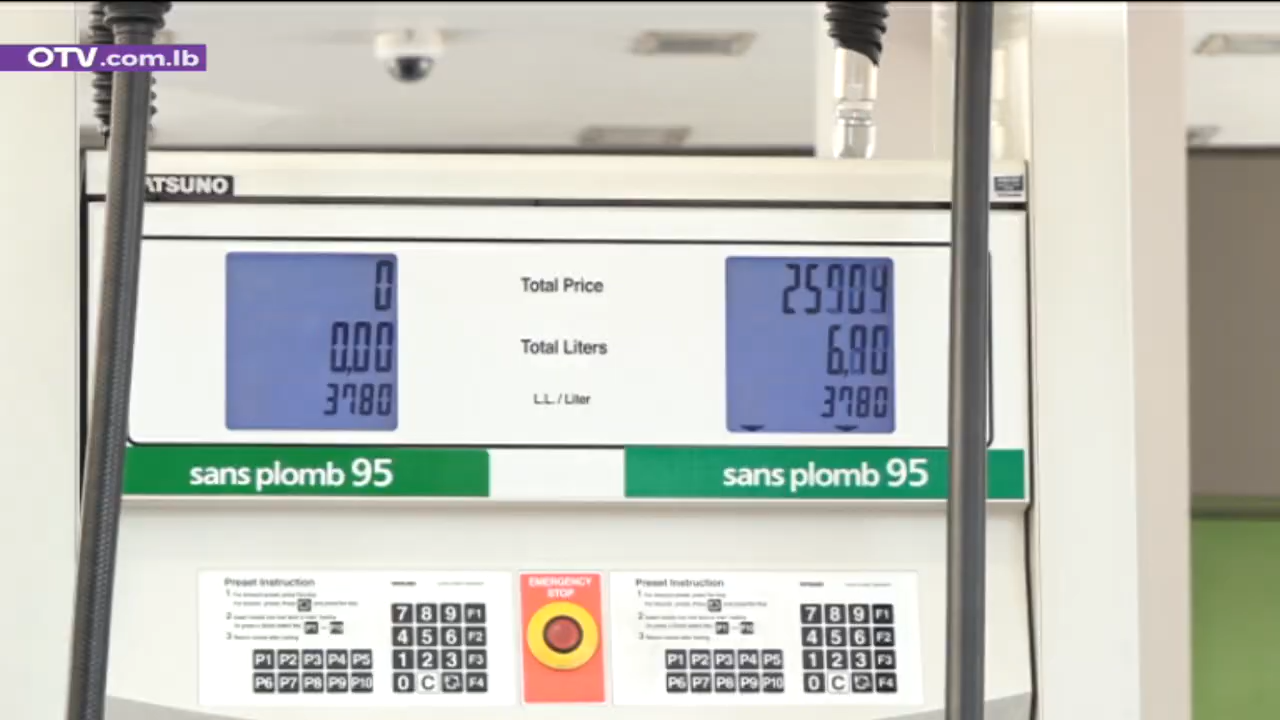 OTV.com.lb
ATSUNO
0
Total Price
0,00
Total Liters
6,80
3780
L.L. / Liter
3780
sans plomb 95
sans plomb 95
Preset Instruction
EMERGENCY
STOP
Preset Instruction
7 8 9 F1
7 8 9 F1
4 5 6 F2
4 5 6 F2
P1 P2 P3 P4 P5
1 2 3 F3
P1 P2 P3 P4 P5
1 2 3 F3
P6 P7 P8 P9 P10
0 C F4
P6 P7 P8 P9 P10
0 C F4